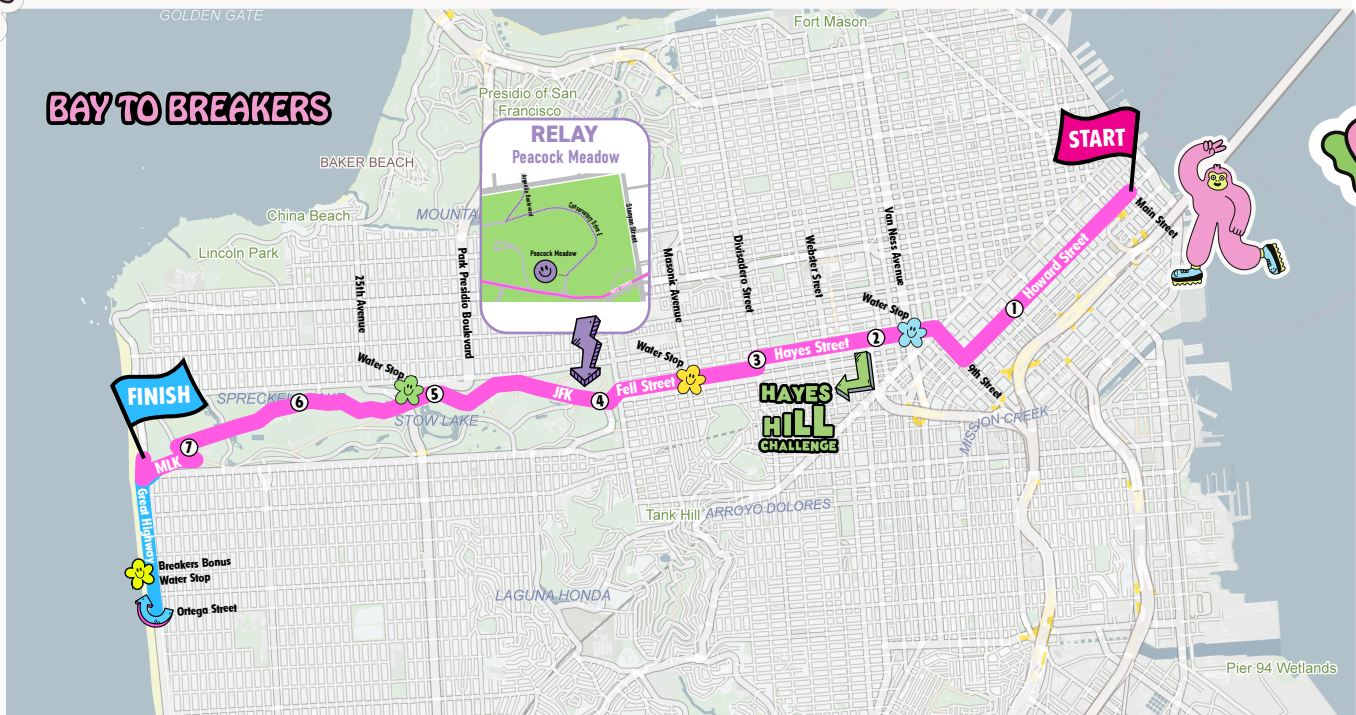 GOLDEN GATE
Fort Mason
BAY TO BREAKERS
Presidio of San
Francisco
START
RELAY
Peacock Meadow
BAKER BEACH
Conservatory Drive E
Stanyan Street
Peacock Meadow
China Beach
MOUNTA
Lincoln Park
Main Street
Van Ness Avenue
Webster Street
Divisadero Street
Masonic Avenue
Park Presidio Boulevard
25th Avenue
Howard Street
1
Water Stop
2
Hayes Street
3
9th Street
Water Stop
Fell Street
4
JFK
HAYES
HILL
CHALLENGE
Water Stop
5
STOW LAKE
6
FINISH
7
MLK
MISSION CREEK
Great Highway
Tank Hill
ARROYO DOLORES
Breakers Bonus
Water Stop
Ortega Street
LAGUNA HONDA
Pier 94 Wetlands